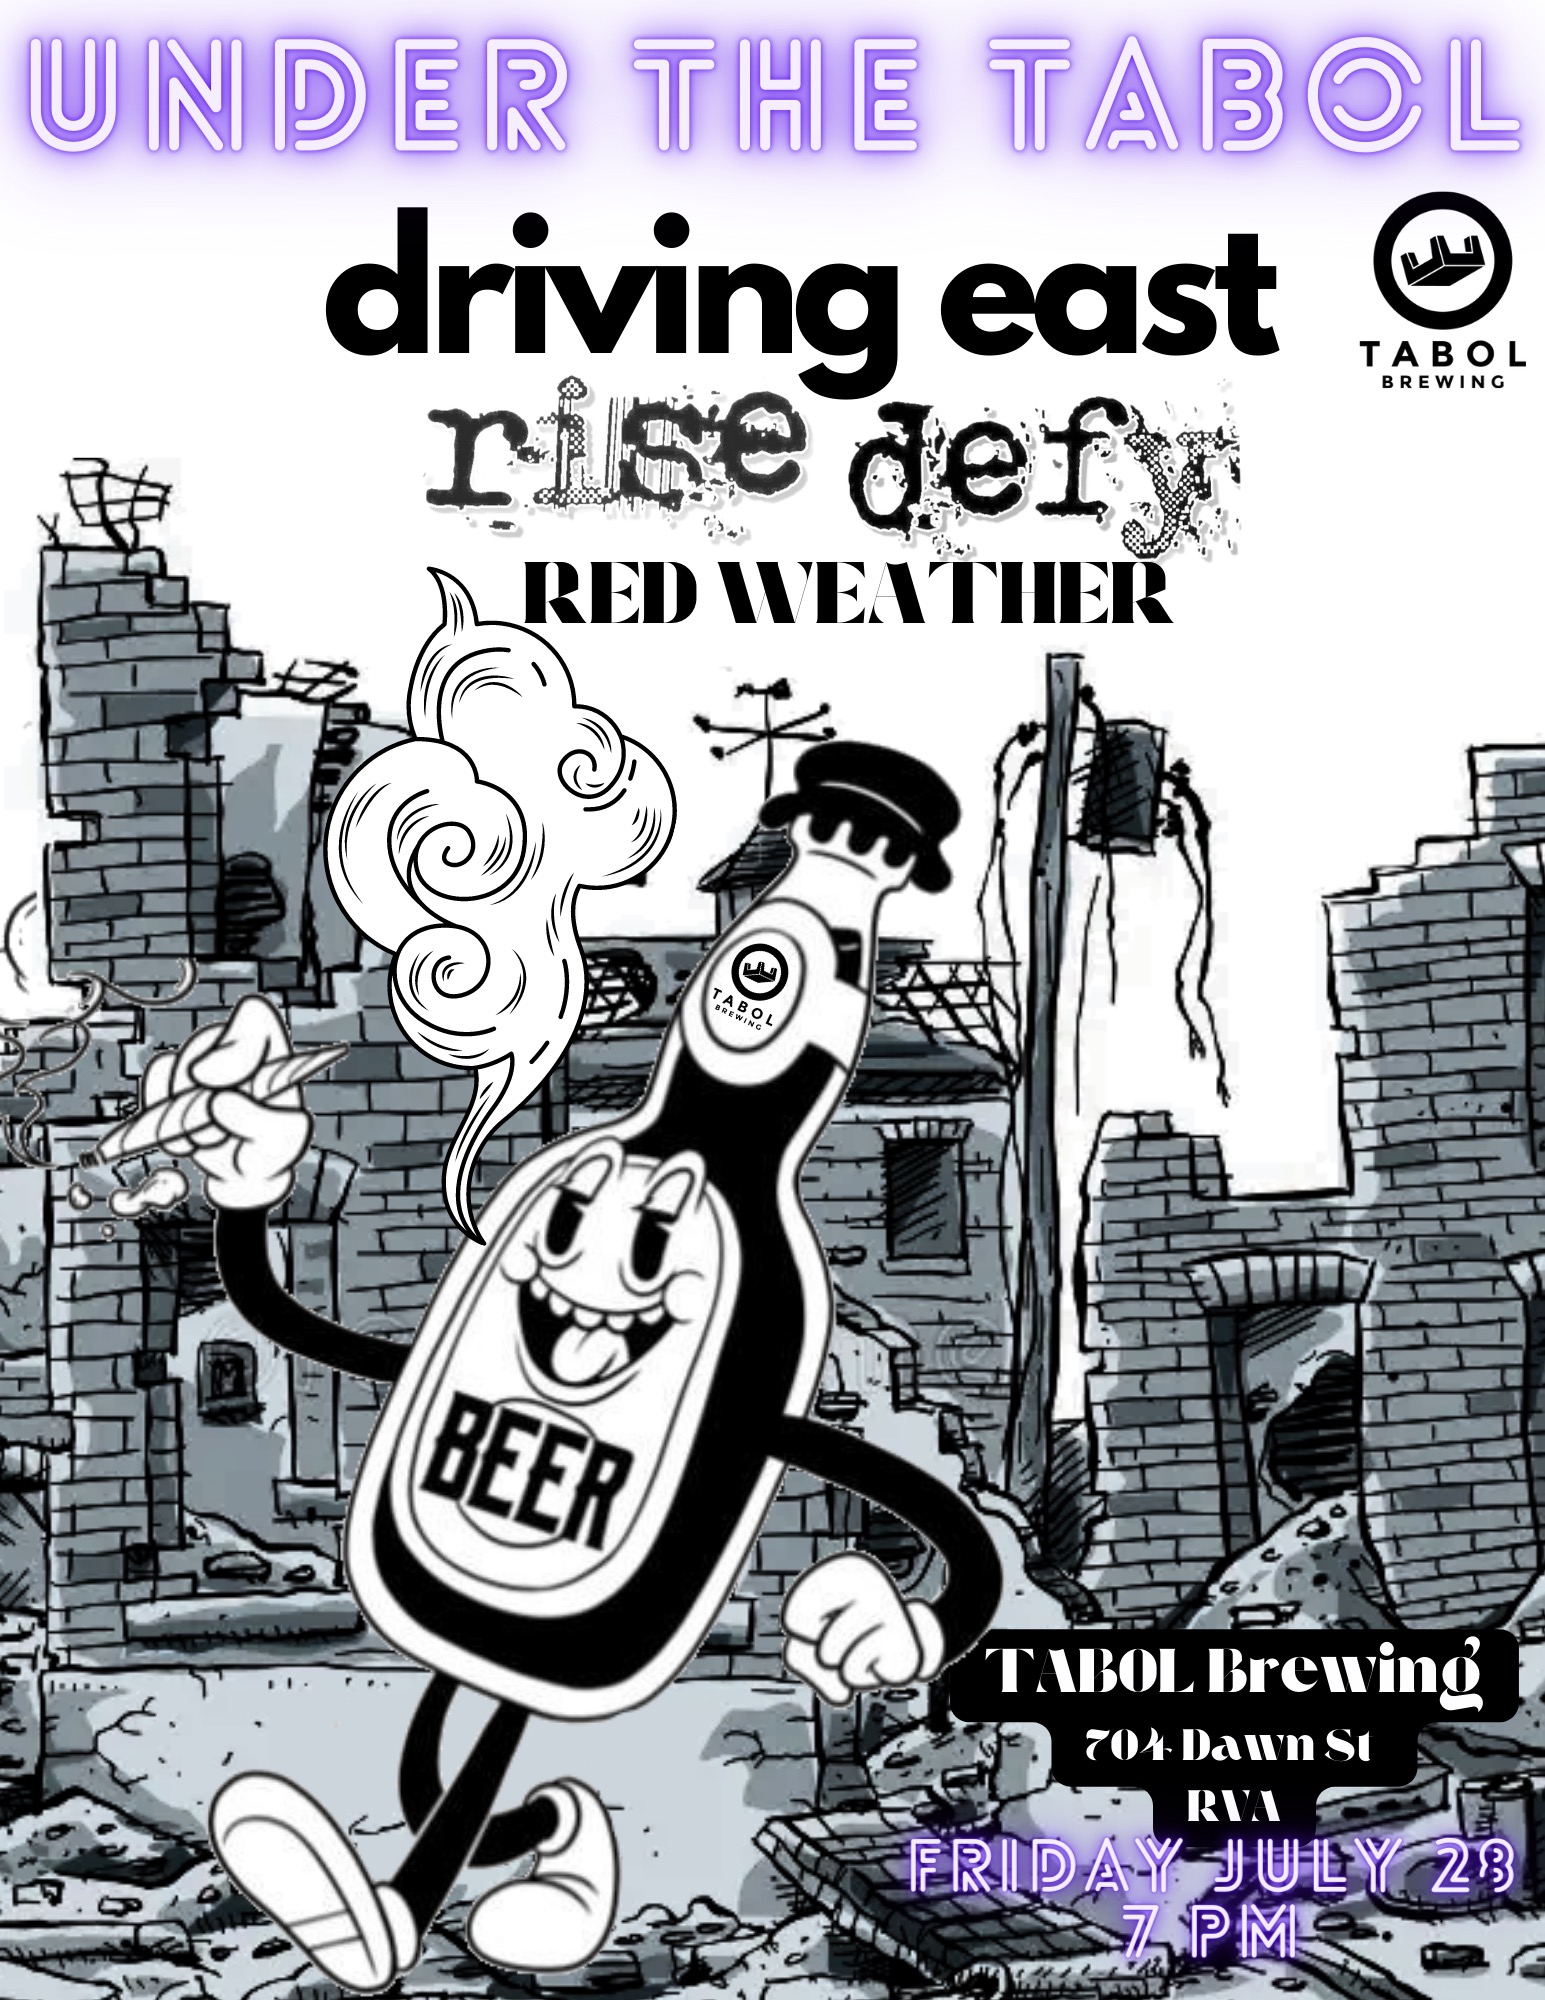 UNDER THE TABOL
driving east
TABOL
BREWING
rise defy
RED WEATHER
TABOL
BREWING
BEER
TABOL Brewing
704 Dawn St
RVA
FRIDAY JULY 28
7 PM